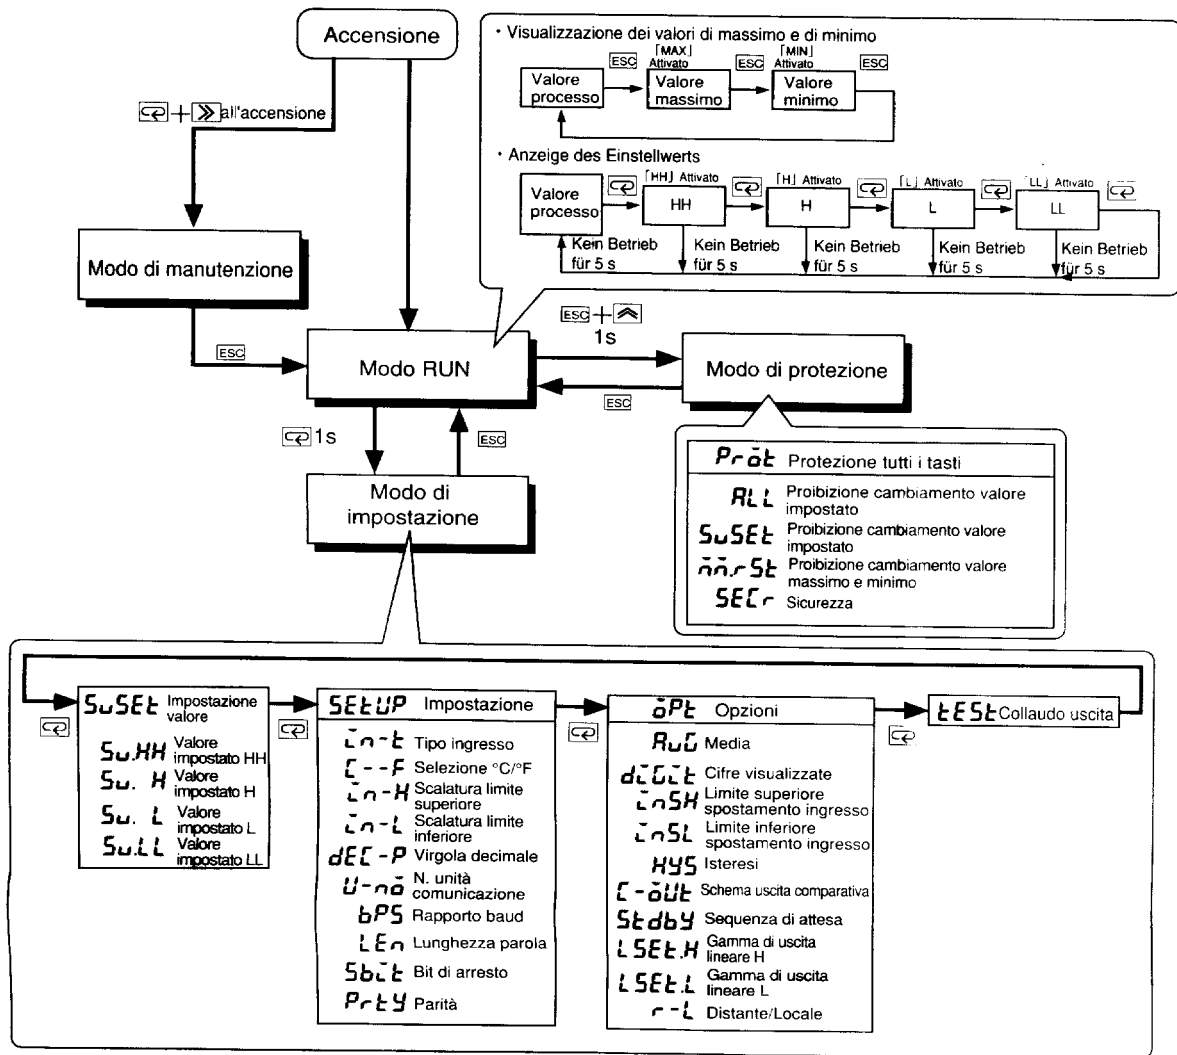 Accensione
+ all'accensione
Modo di manutenzione
ESC
• Visualizzazione dei valori di massimo e di minimo
Valore
processo
ESC
「MAX」
Attivato
Valore
massimo
ESC
「MIN」
Attivato
Valore
minimo
ESC
• Anzeige des Einstellwerts
Valore
processo
「HH」 Attivato
HH
「H」 Attivato
H
「L」 Attivato
L
「LL」 Attivato
LL
Kein Betrieb
für 5 s
Kein Betrieb
für 5 s
Kein Betrieb
für 5 s
Kein Betrieb
für 5 s
Kein Betrieb
für 5 s
Modo RUN
ESC +
1s
ESC
Modo di protezione
1s
ESC
Modo di
impostazione
Prot Protezione tutti i tasti
ALL Proibizione cambiamento valore
impostato
SvSEt Proibizione cambiamento valore
impostato
mm.rSt Proibizione cambiamento valore
massimo e minimo
SECr Sicurezza
SvSEt Impostazione
valore
Sv.HH Valore
impostato HH
Sv. H Valore
impostato H
Sv. L Valore
impostato L
Sv.LL Valore
impostato LL
SEtUP Impostazione
in-t Tipo ingresso
C--F Selezione °C/°F
in-H Scalatura limite
superiore
in-L Scalatura limite
inferiore
dEC-P Virgola decimale
U-no N. unità
comunicazione
bPS Rapporto baud
LEn Lunghezza parola
Sbit Bit di arresto
PrtY Parità
oPt Opzioni
AvG Media
diGit Cifre visualizzate
inSH Limite superiore
spostamento ingresso
inSL Limite inferiore
spostamento ingresso
HYS Isteresi
C-oUt Schema uscita comparativa
StdbY Sequenza di attesa
LSEt.H Gamma di uscita
lineare H
LSEt.L Gamma di uscita
lineare L
r-L Distante/Locale
tESt Collaudo uscita